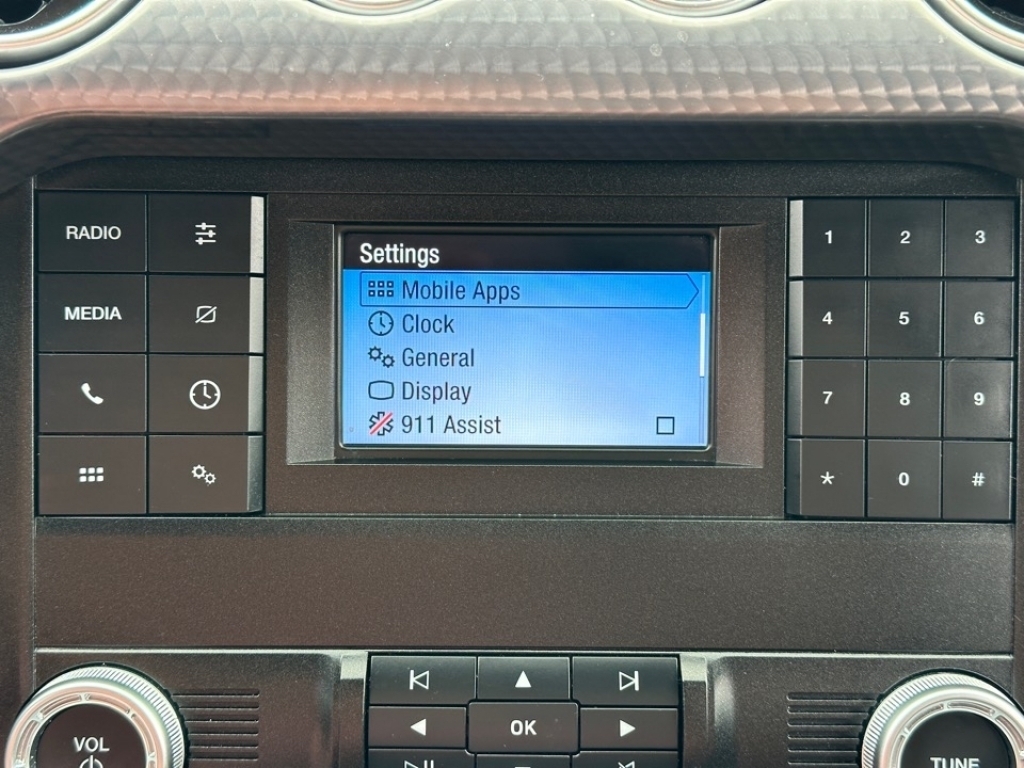 RADIO
MEDIA
Settings
Mobile Apps
Clock
General
Display
911 Assist
1 2 3
4 5 6
7 8 9
* 0 #
VOL
OK
TUNE